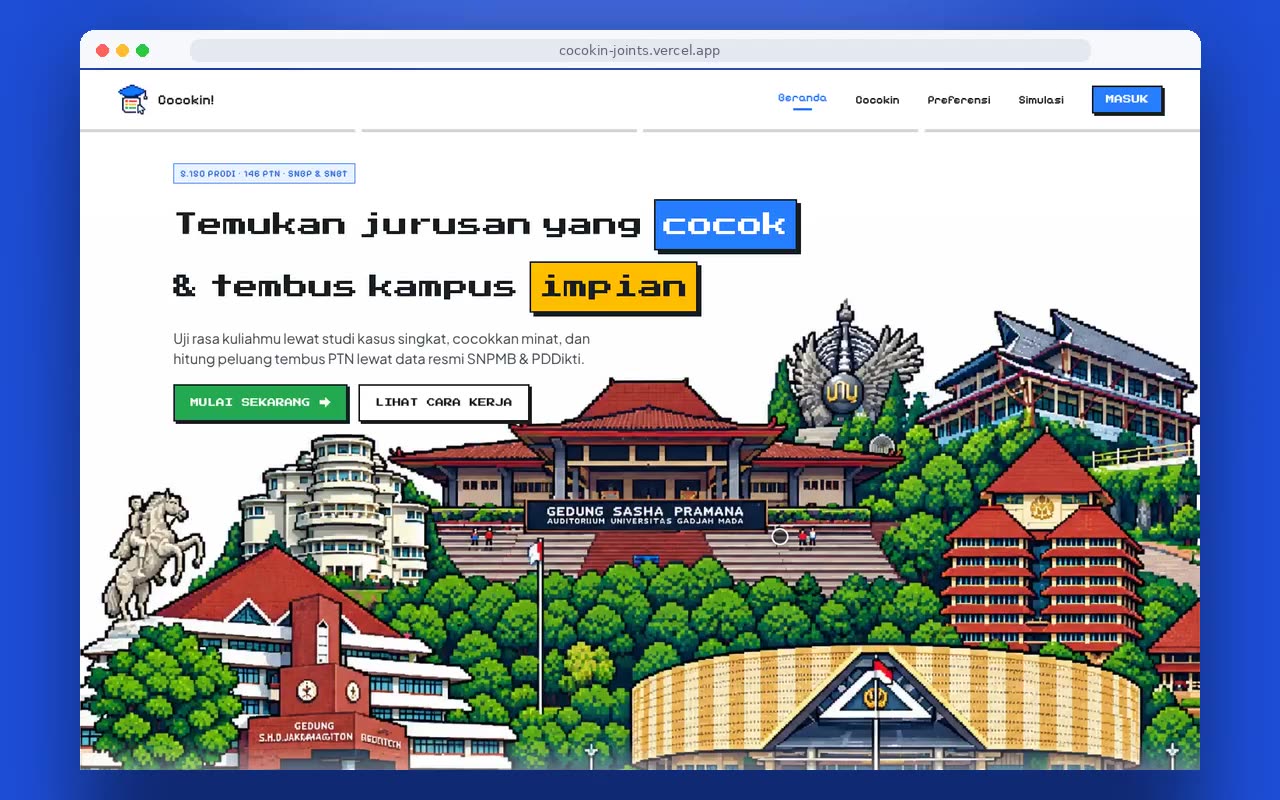 cocokin-joints.vercel.app
Cocokin!
Beranda
Cocokin
Preferensi
Simulasi
MASUK
5.150 PRODI · 146 PTN · SNBP & SNBT
Temukan jurusan yang cocok
& tembus kampus impian
Uji rasa kuliahmu lewat studi kasus singkat, cocokkan minat, dan
hitung peluang tembus PTN lewat data resmi SNPMB & PDDikti.
MULAI SEKARANG →
LIHAT CARA KERJA
GEDUNG SASHA PRAMANA
AUDITORIUM UNIVERSITAS GADJAH MADA
GEDUNG